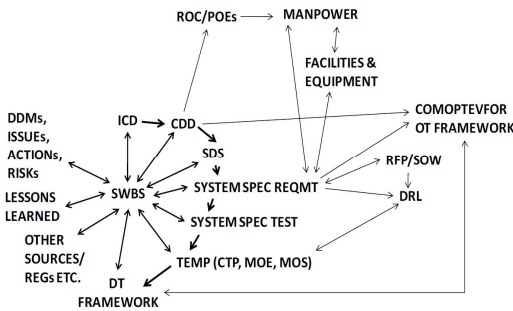 ROC/POEs
MANPOWER
FACILITIES &
EQUIPMENT
DDMs,
ISSUES,
ACTIONs,
RISKs
ICD
CDD
COMOPTEVFOR
OT FRAMEWORK
SDS
RFP/SOW
SWBS
SYSTEM SPEC REQMT
DRL
LESSONS
LEARNED
SYSTEM SPEC TEST
OTHER
SOURCES/
REGs ETC.
TEMP (CTP, MOE, MOS)
DT
FRAMEWORK